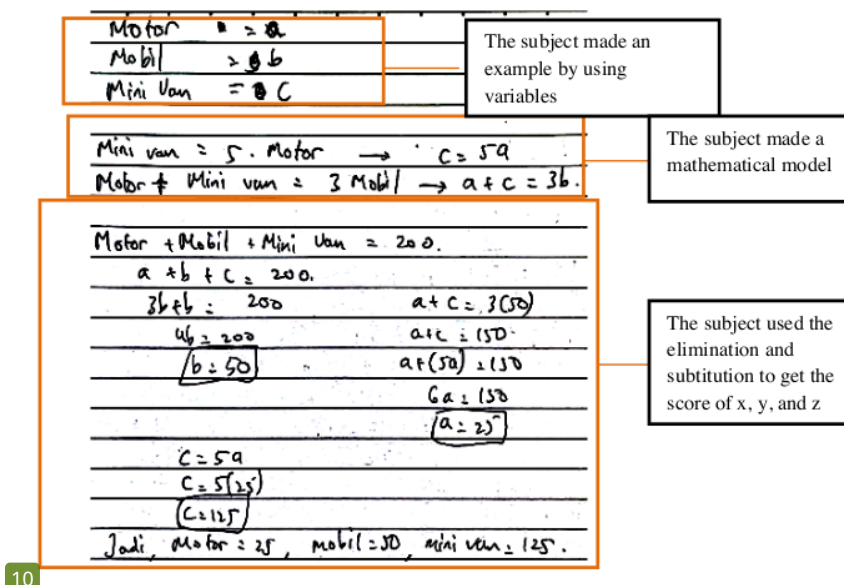 Motor = a
Mobil = b
Mini Van = C
The subject made an
example by using
variables
Mini van = 5. Motor → C = 5a
Motor + Mini van = 3 Mobil → a + c = 3b.
The subject made a
mathematical model
Motor + Mobil + Mini Van = 200.
a + b + c = 200.
3b + b = 200
4b = 200
b = 50
a + c = 3(50)
a + c = 150
a + (5a) = 150
6a = 150
a = 25
C = 5a
C = 5(25)
C = 125
Jadi, Motor = 25, mobil = 50, mini van = 125.
The subject used the
elimination and
subtitution to get the
score of x, y, and z
10